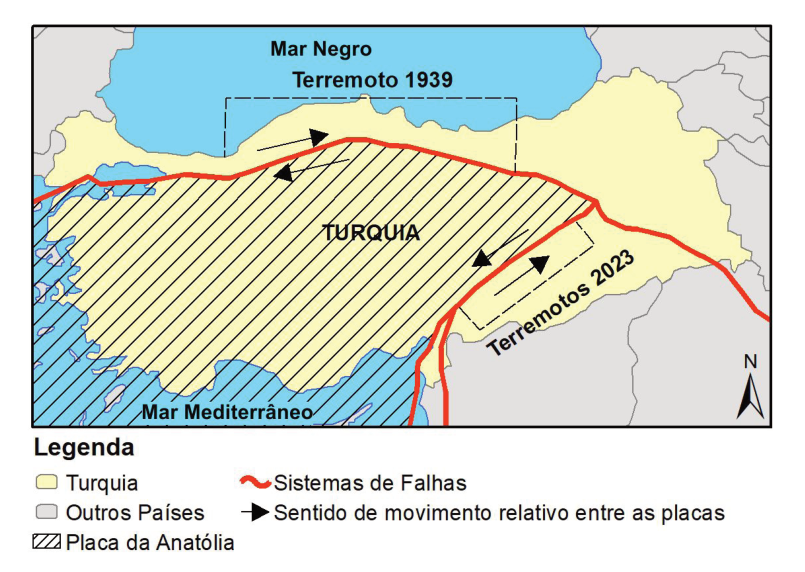 Mar Negro
Terremoto 1939
TURQUIA
Terremotos 2023
N
Mar Mediterrâneo
Legenda
Turquia
Sistemas de Falhas
Outros Países
Sentido de movimento relativo entre as placas
Placa da Anatólia